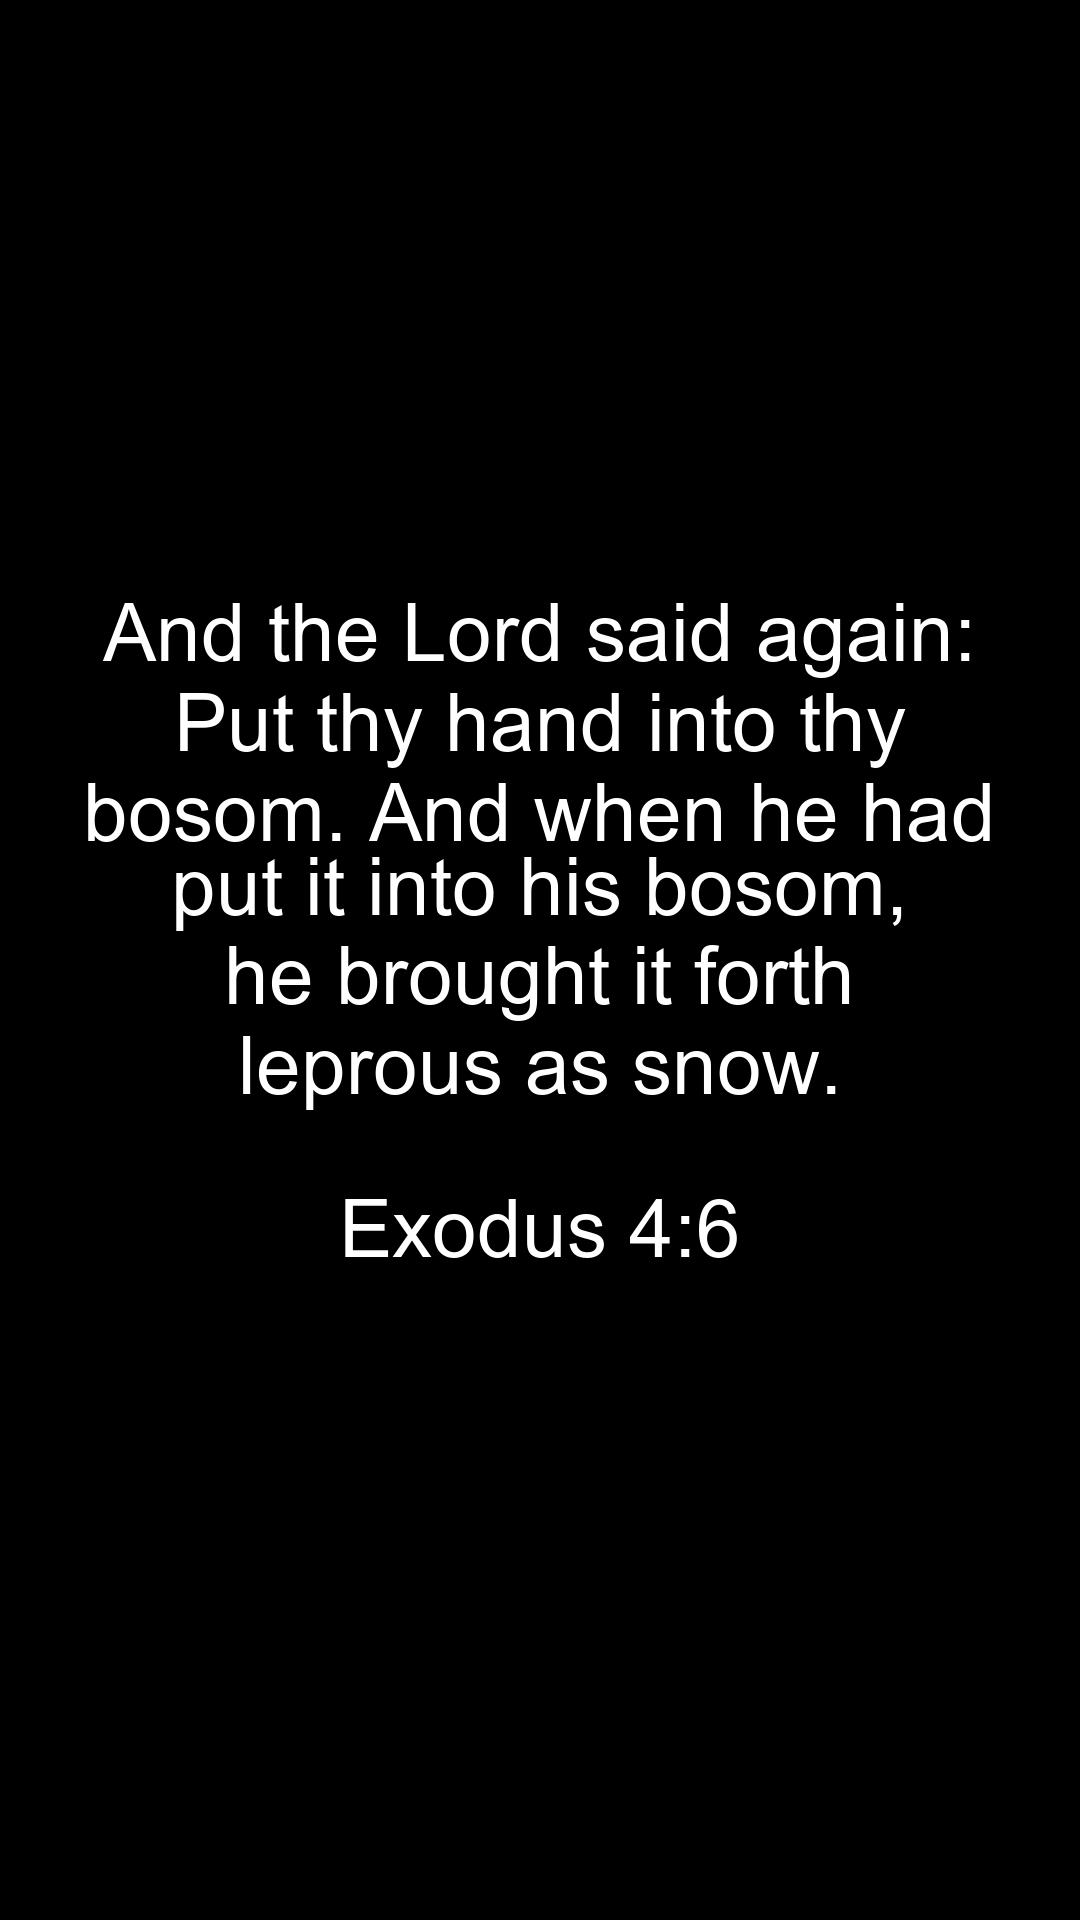 And the Lord said again:
Put thy hand into thy
bosom. And when he had
put it into his bosom,
he brought it forth
leprous as snow.
Exodus 4:6